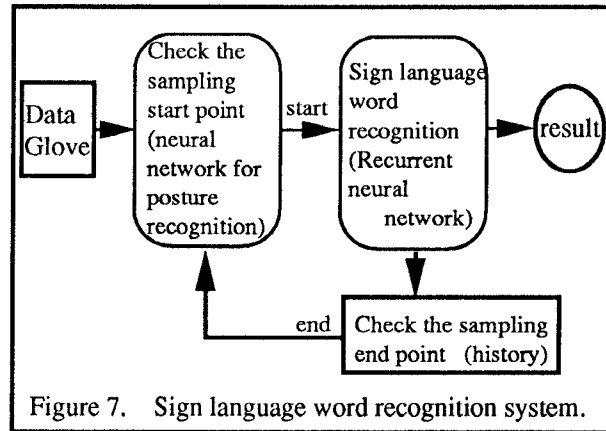 Data
Glove
Check the
sampling
start point
(neural
network for
posture
recognition)
start
Sign language
word
recognition
(Recurrent
neural
network)
result
end
Check the sampling
end point (history)
Figure 7. Sign language word recognition system.